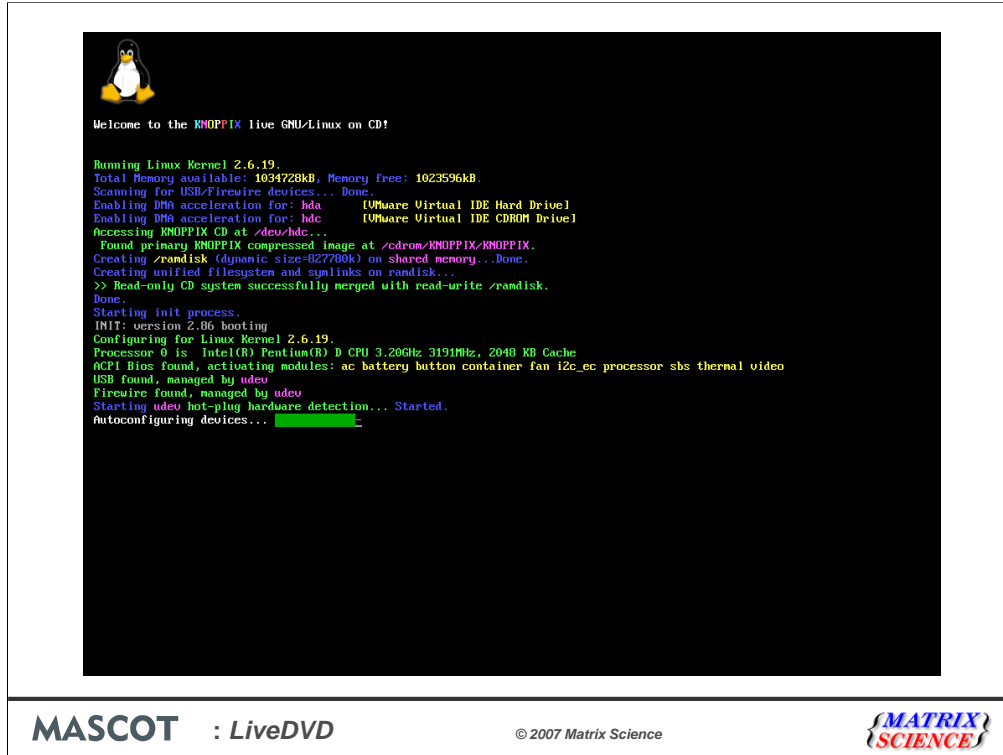 Welcome to the KNOPPIX live GNU/Linux on CD!
Running Linux Kernel 2.6.19.
Total Memory available: 1034728kB, Memory free: 1023596kB.
Scanning for USB/Firewire devices... Done.
Enabling DMA acceleration for: hda [VMware Virtual IDE Hard Drive]
Enabling DMA acceleration for: hdc [VMware Virtual IDE CDROM Drive]
Accessing KNOPPIX CD at /dev/hdc...
Found primary KNOPPIX compressed image at /cdrom/KNOPPIX/KNOPPIX.
Creating /ramdisk (dynamic size=827780k) on shared memory...Done.
Creating unified filesystem and symlinks on ramdisk...
>> Read-only CD system successfully merged with read-write /ramdisk.
Done.
Starting init process.
INIT: version 2.86 booting
Configuring for Linux Kernel 2.6.19.
Processor 0 is Intel(R) Pentium(R) D CPU 3.20GHz 3191MHz, 2048 KB Cache
ACPI Bios found, activating modules: ac battery button container fan i2c_ec processor sbs thermal video
USB found, managed by udev
Firewire found, managed by udev
Starting udev hot-plug hardware detection... Started.
Autoconfiguring devices...
MASCOT : LiveDVD © 2007 Matrix Science {MATRIX SCIENCE}